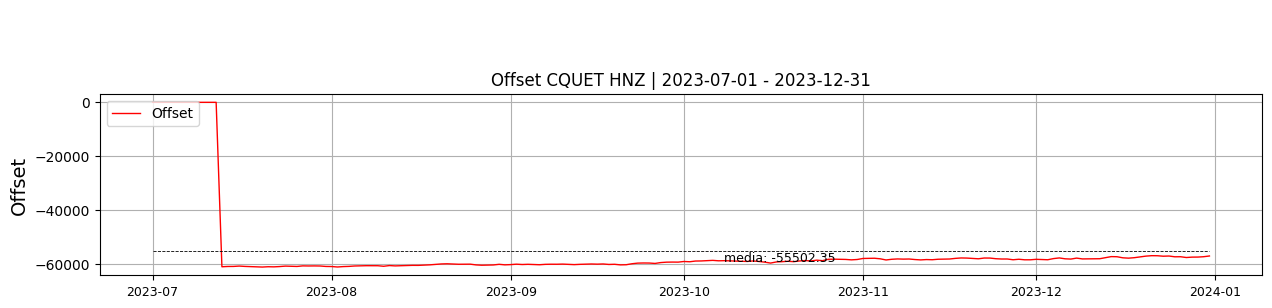 Offset CQUET HNZ | 2023-07-01 - 2023-12-31
Offset
Offset
0
−20000
−40000
−60000
media: -55502.35
2023-07
2023-08
2023-09
2023-10
2023-11
2023-12
2024-01